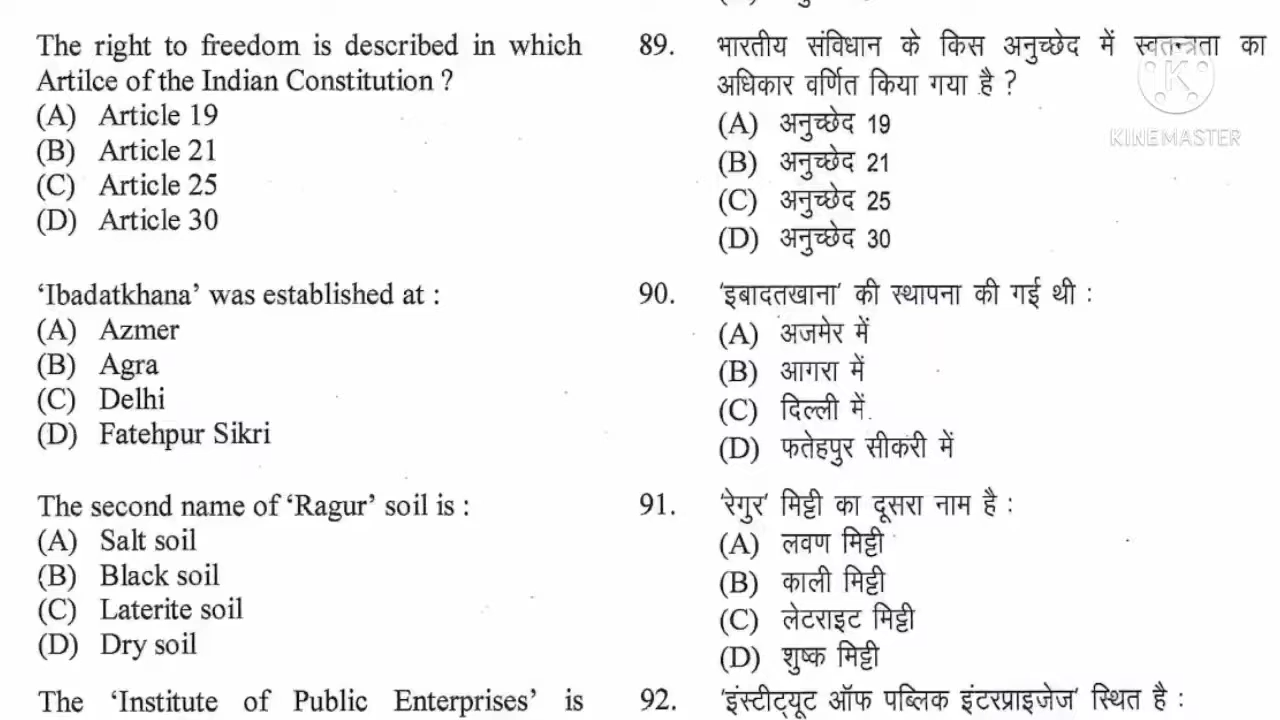 The right to freedom is described in which
Artilce of the Indian Constitution ?
(A) Article 19
(B) Article 21
(C) Article 25
(D) Article 30
‘Ibadatkhana’ was established at :
(A) Azmer
(B) Agra
(C) Delhi
(D) Fatehpur Sikri
The second name of ‘Ragur’ soil is :
(A) Salt soil
(B) Black soil
(C) Laterite soil
(D) Dry soil
The ‘Institute of Public Enterprises’ is
89. भारतीय संविधान के किस अनुच्छेद में स्वतन्त्रता का
अधिकार वर्णित किया गया है ?
(A) अनुच्छेद 19
(B) अनुच्छेद 21
(C) अनुच्छेद 25
(D) अनुच्छेद 30
90. ‘इबादतखाना’ की स्थापना की गई थी :
(A) अजमेर में
(B) आगरा में
(C) दिल्ली में
(D) फतेहपुर सीकरी में
91. ‘रेगुर’ मिट्टी का दूसरा नाम है :
(A) लवण मिट्टी
(B) काली मिट्टी
(C) लेटराइट मिट्टी
(D) शुष्क मिट्टी
92. ‘इंस्टीट्यूट ऑफ पब्लिक इंटरप्राइजेज’ स्थित है :
K
KINEMASTER